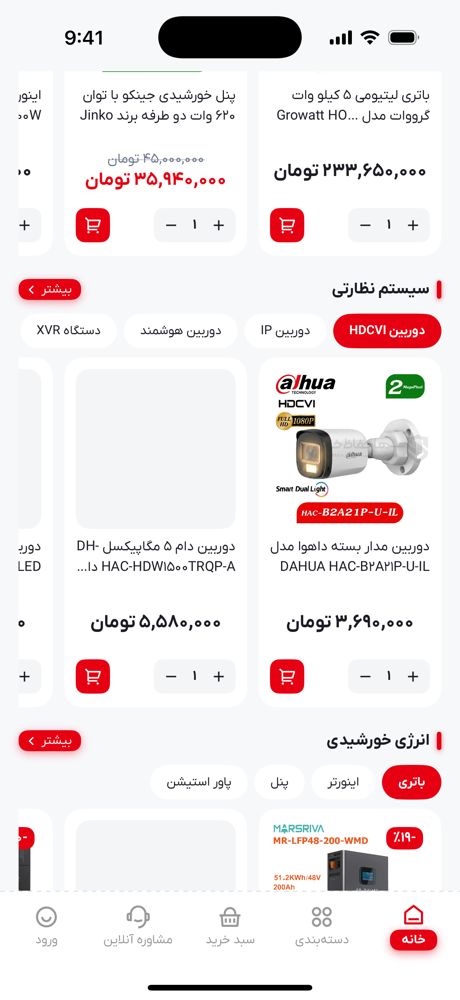 9:41
باتری لیتیومی ۵ کیلو وات
گرووات مدل Growatt HO...
۲۳۳,۶۵۰,۰۰۰ تومان
۱
پنل خورشیدی جینکو با توان
۶۲۰ وات دو طرفه برند Jinko
۴۵,۰۰۰,۰۰۰ تومان
۳۵,۹۴۰,۰۰۰ تومان
۱
سیستم نظارتی
بیشتر
دوربین HDCVI
دوربین IP
دوربین هوشمند
دستگاه XVR
alhua
TECHNOLOGY
HDCVI
FULL HD 1080P
2 MegaPixel
Smart Dual Light
HAC-B2A21P-U-IL
دوربین مدار بسته داهوا مدل
DAHUA HAC-B۲A۲۱P-U-IL
۳,۶۹۰,۰۰۰ تومان
۱
دوربین دام ۵ مگاپیکسل DH-
HAC-HDW۱۵۰۰TRQP-A دا...
۵,۵۸۰,۰۰۰ تومان
۱
LED
انرژی خورشیدی
بیشتر
باتری
اینورتر
پنل
پاور استیشن
MARSRIVA
MR-LFP48-200-WMD
51.2KWh/48V
200Ah
-۱۹٪
خانه
دسته‌بندی
سبد خرید
مشاوره آنلاین
ورود